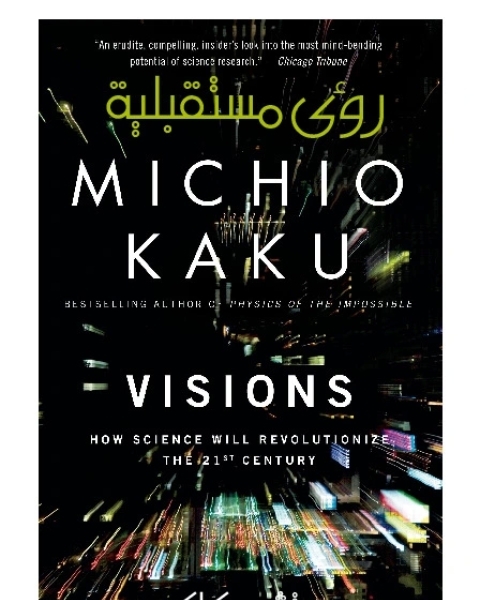 "An erudite, compelling, insider's look into the most mind-bending
potential of science research." Chicago Tribune
رؤى مستقبلية
MICHIO
KAKU
BESTSELLING AUTHOR OF PHYSICS OF THE IMPOSSIBLE
VISIONS
HOW SCIENCE WILL REVOLUTIONIZE
THE 21ST CENTURY